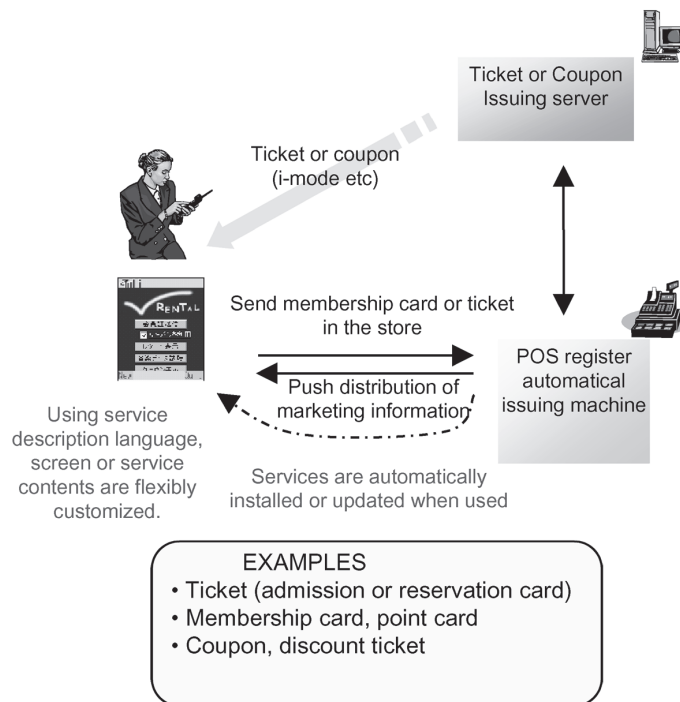 Ticket or Coupon
Issuing server
Ticket or coupon
(i-mode etc)
RENTAL
Send membership card or ticket
in the store
Push distribution of
marketing information
POS register
automatical
issuing machine
Using service
description language,
screen or service
contents are flexibly
customized.
Services are automatically
installed or updated when used
EXAMPLES
• Ticket (admission or reservation card)
• Membership card, point card
• Coupon, discount ticket